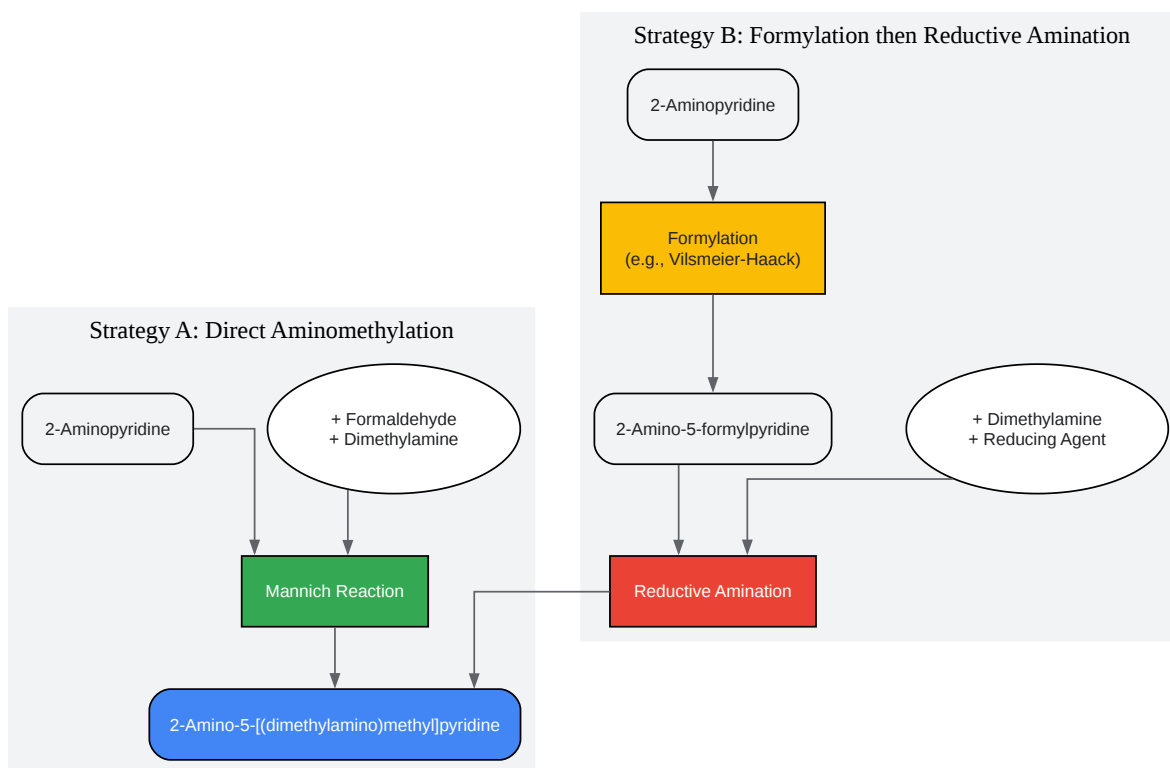 Strategy B: Formylation then Reductive Amination
2-Aminopyridine
Formylation
(e.g., Vilsmeier-Haack)
Strategy A: Direct Aminomethylation
2-Aminopyridine
+ Formaldehyde
+ Dimethylamine
2-Amino-5-formylpyridine
+ Dimethylamine
+ Reducing Agent
Mannich Reaction
Reductive Amination
2-Amino-5-[(dimethylamino)methyl]pyridine